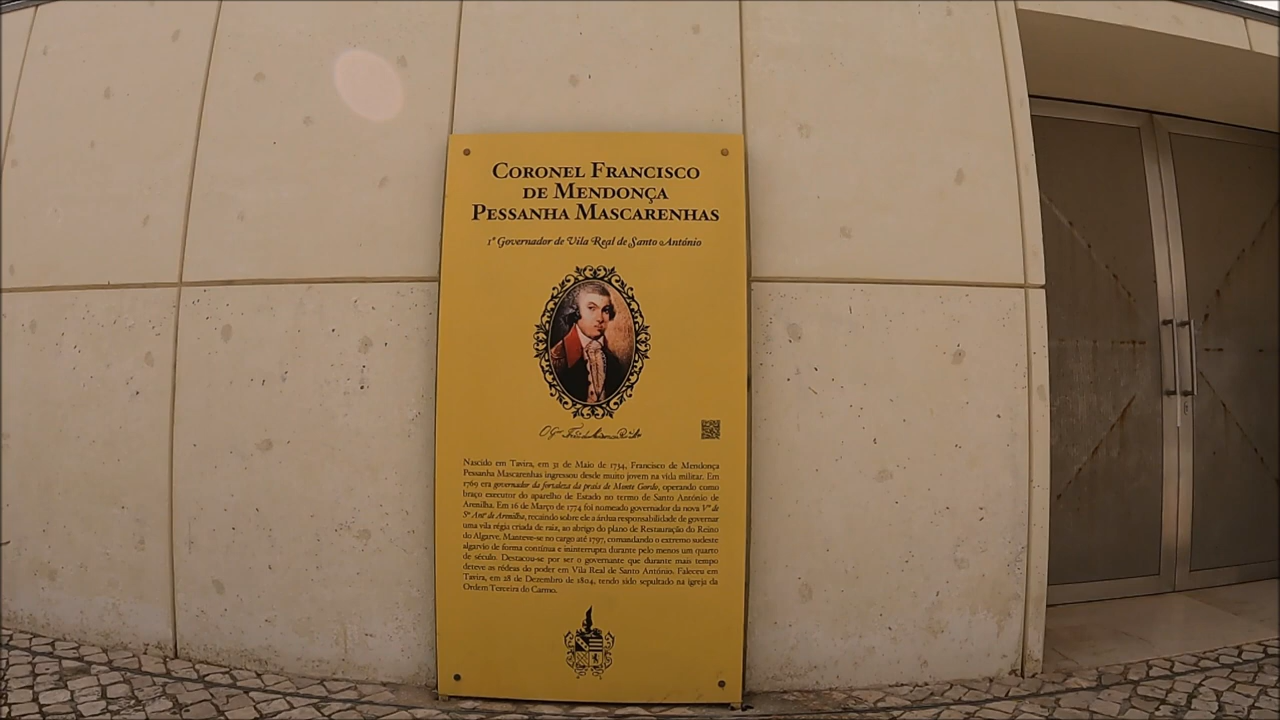 CORONEL FRANCISCO
DE MENDONÇA
PESSANHA MASCARENHAS
1º Governador de Vila Real de Santo António
Nascido em Tavira, em 31 de Maio de 1734, Francisco de Mendonça
Pessanha Mascarenhas ingressou desde muito jovem na vida militar. Em
1769 era governador da fortaleza da praia de Monte Gordo, operando como
braço executor do aparelho de Estado no termo de Santo António de
Arenilha. Em 16 de Março de 1774 foi nomeado governador da nova Vª de
Sto Antº de Arenilha, recaindo sobre ele a árdua responsabilidade de governar
uma vila régia criada de raiz, ao abrigo do plano de Restauração do Reino
do Algarve. Manteve-se no cargo até 1797, comandando o extremo sudeste
algarvio de forma contínua e ininterrupta durante pelo menos um quarto
de século. Destacou-se por ser o governante que durante mais tempo
deteve as rédeas do poder em Vila Real de Santo António. Faleceu em
Tavira, em 28 de Dezembro de 1804, tendo sido sepultado na igreja da
Ordem Terceira do Carmo.